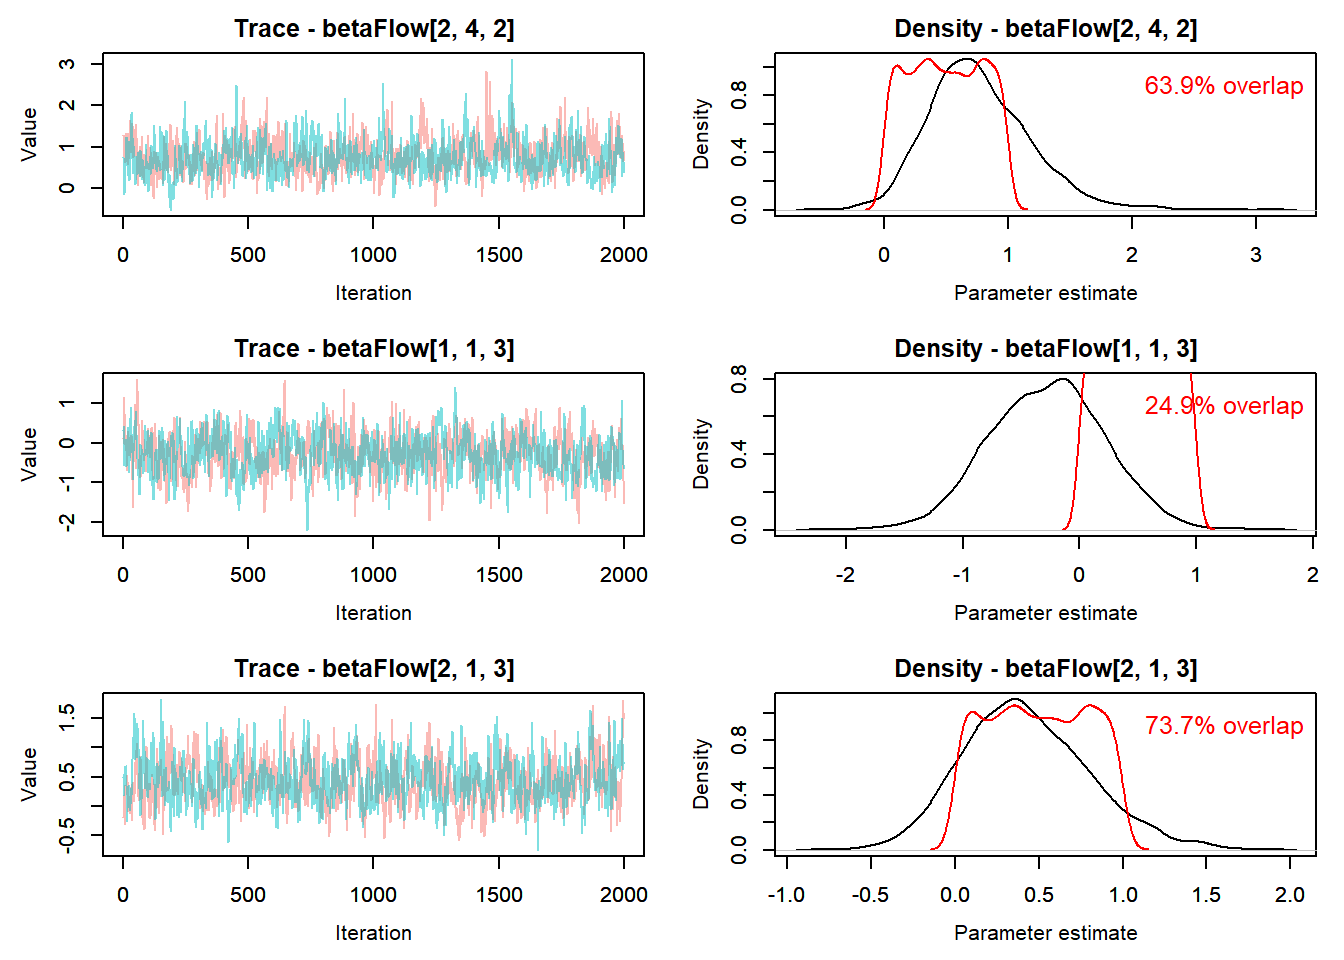 Trace - betaFlow[2, 4, 2]
Value
0 1 2 3
0 500 1000 1500 2000
Iteration
Density - betaFlow[2, 4, 2]
63.9% overlap
Density
0.0 0.4 0.8
0 1 2 3
Parameter estimate
Trace - betaFlow[1, 1, 3]
Value
-2 -1 0 1
0 500 1000 1500 2000
Iteration
Density - betaFlow[1, 1, 3]
24.9% overlap
Density
0.0 0.4 0.8
-2 -1 0 1 2
Parameter estimate
Trace - betaFlow[2, 1, 3]
Value
-0.5 0.5 1.5
0 500 1000 1500 2000
Iteration
Density - betaFlow[2, 1, 3]
73.7% overlap
Density
0.0 0.4 0.8
-1.0 -0.5 0.0 0.5 1.0 1.5 2.0
Parameter estimate